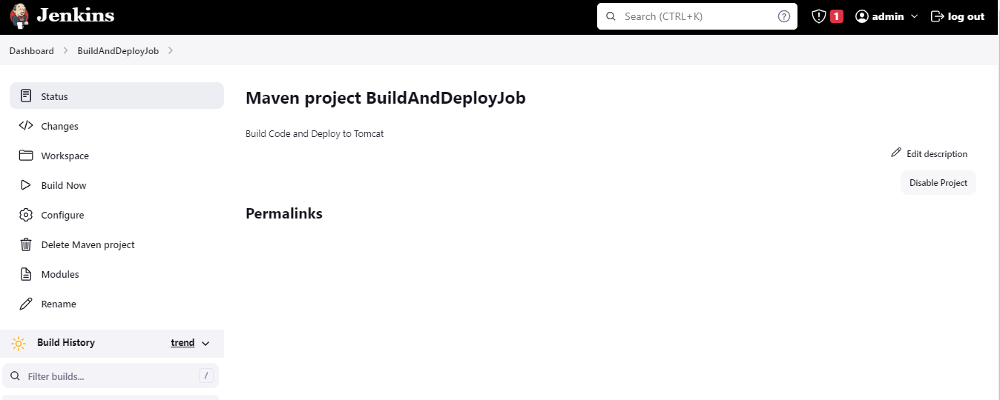 Jenkins
Search (CTRL+K)
1
admin
log out
Dashboard
BuildAndDeployJob
Status
Changes
Workspace
Build Now
Configure
Delete Maven project
Modules
Rename
Build History
trend
Filter builds...
/
Maven project BuildAndDeployJob
Build Code and Deploy to Tomcat
Edit description
Disable Project
Permalinks